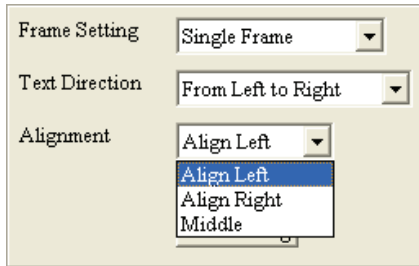 Frame Setting Single Frame
Text Direction From Left to Right
Alignment Align Left
Align Left
Align Right
Middle